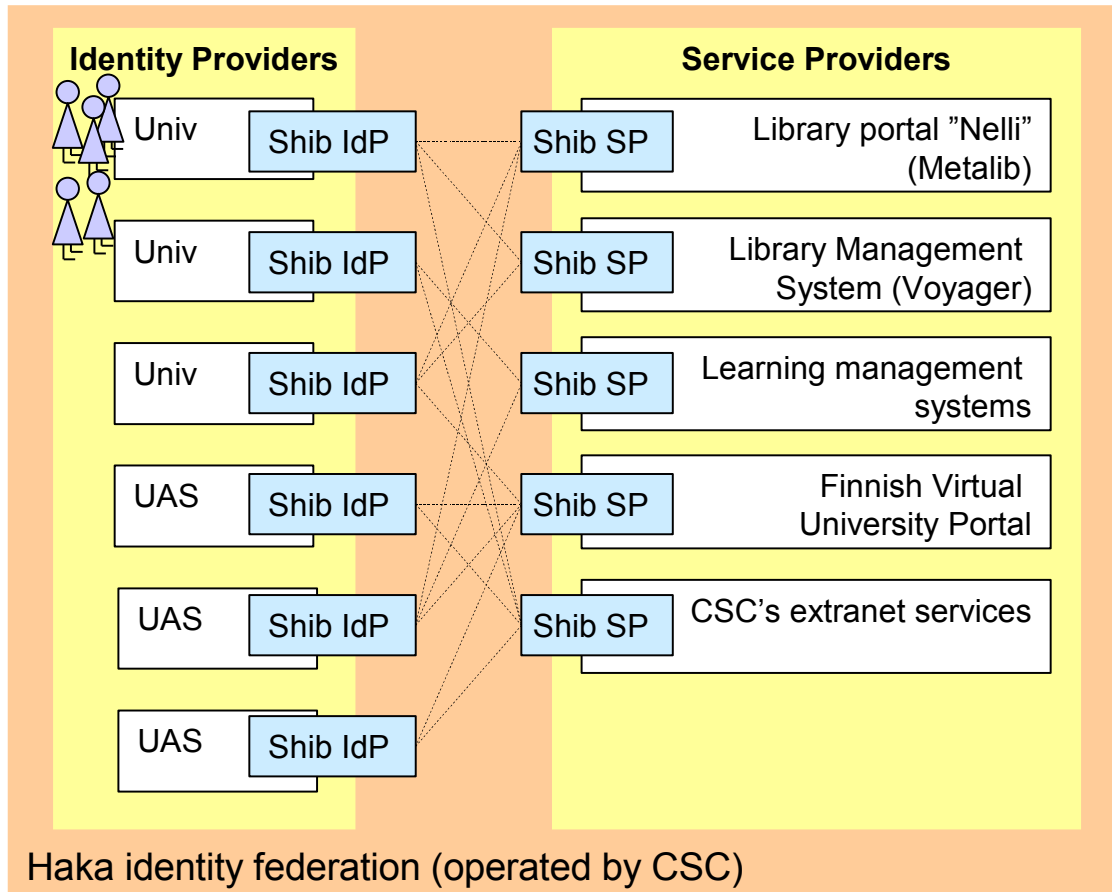 Identity Providers
Service Providers
Univ
Shib IdP
Shib SP
Library portal ”Nelli”
(Metalib)
Univ
Shib IdP
Shib SP
Library Management
System (Voyager)
Univ
Shib IdP
Shib SP
Learning management
systems
UAS
Shib IdP
Shib SP
Finnish Virtual
University Portal
UAS
Shib IdP
Shib SP
CSC’s extranet services
UAS
Shib IdP
Haka identity federation (operated by CSC)